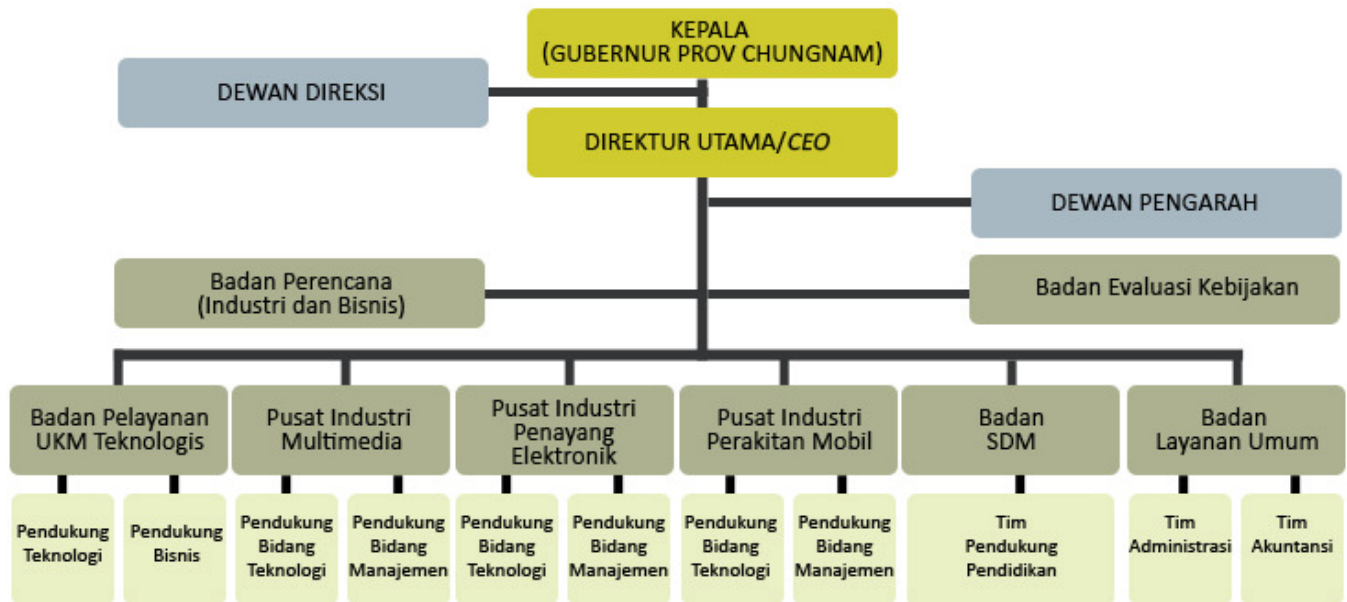 KEPALA
(GUBERNUR PROV CHUNGNAM)
DEWAN DIREKSI
DIREKTUR UTAMA/CEO
DEWAN PENGARAH
Badan Perencana
(Industri dan Bisnis)
Badan Evaluasi Kebijakan
Badan Pelayanan
UKM Teknologis
Pusat Industri
Multimedia
Pusat Industri
Penayang
Elektronik
Pusat Industri
Perakitan Mobil
Badan
SDM
Badan
Layanan Umum
Pendukung
Teknologi
Pendukung
Bisnis
Pendukung
Bidang
Teknologi
Pendukung
Bidang
Manajemen
Pendukung
Bidang
Teknologi
Pendukung
Bidang
Manajemen
Pendukung
Bidang
Teknologi
Pendukung
Bidang
Manajemen
Tim
Pendukung
Pendidikan
Tim
Administrasi
Tim
Akuntansi